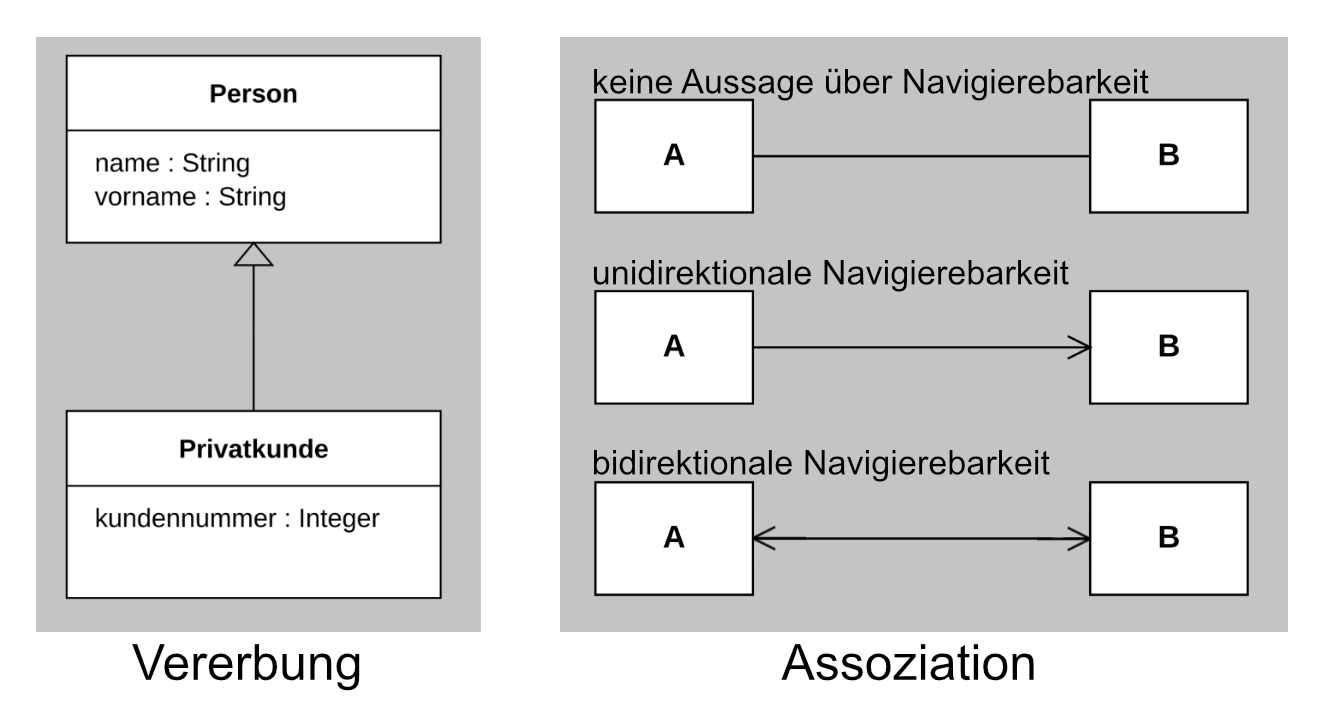 Person
name : String
vorname : String
Privatkunde
kundennummer : Integer
Vererbung
keine Aussage über Navigierebarkeit
A
B
unidirektionale Navigierebarkeit
A
B
bidirektionale Navigierebarkeit
A
B
Assoziation